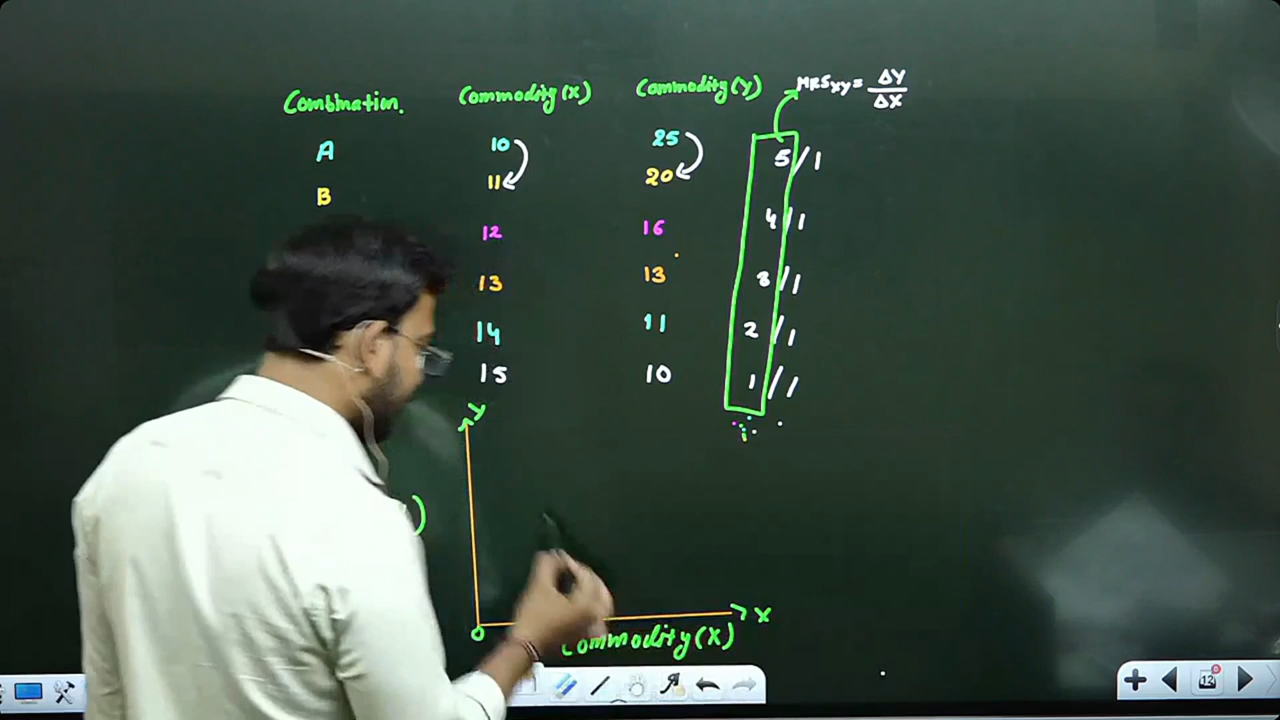 Combination. Commodity(X) Commodity(Y) MRSxy = ΔY/ΔX
A 10 25 5/1
B 11 20
12 16 4/1
13 13 3/1
14 11 2/1
15 10 1/1
Y
)
0 X
Commodity(X)
13